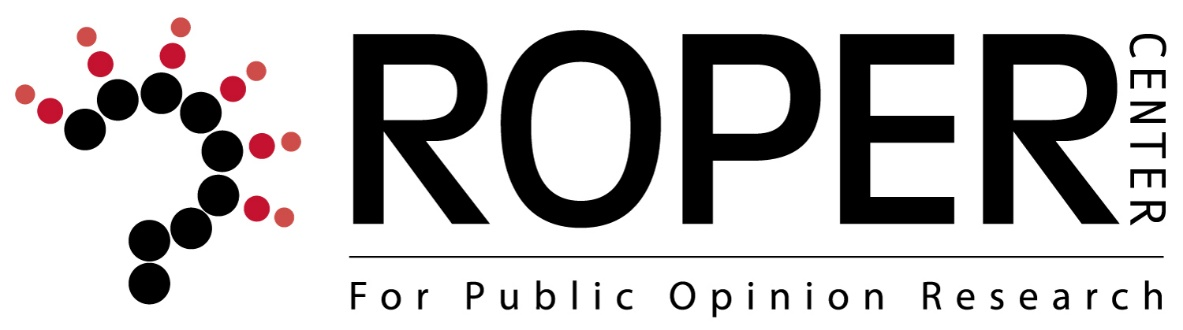 ROPER
CENTER
For Public Opinion Research